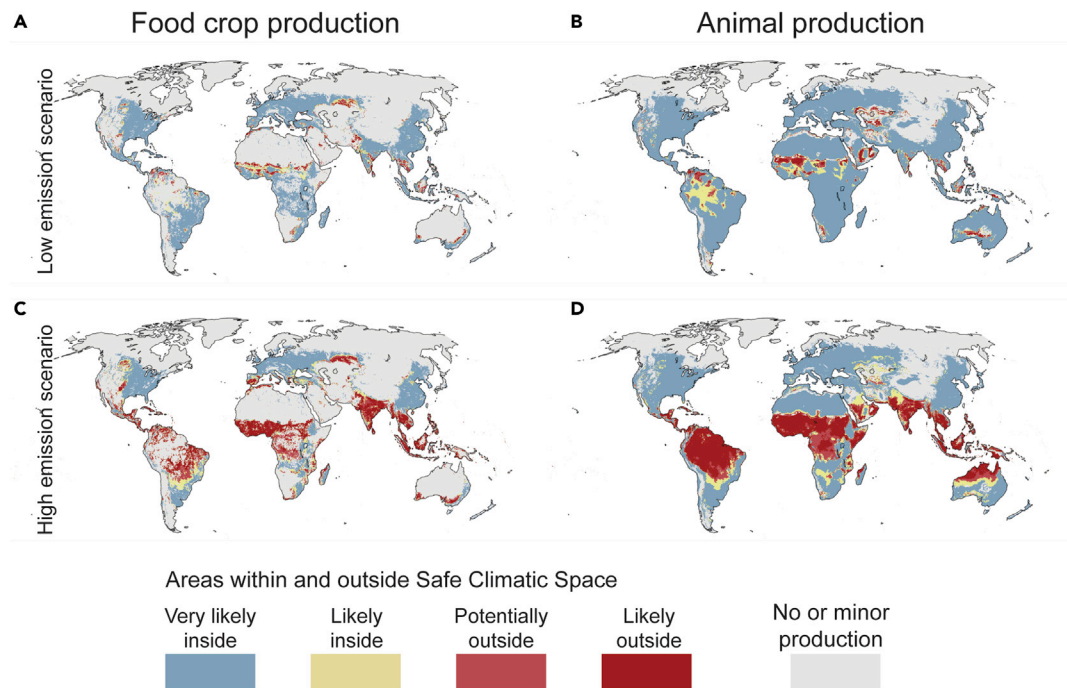 A
Food crop production
B
Animal production
Low emission scenario
C
D
High emission scenario
Areas within and outside Safe Climatic Space
Very likely
inside
Likely
inside
Potentially
outside
Likely
outside
No or minor
production